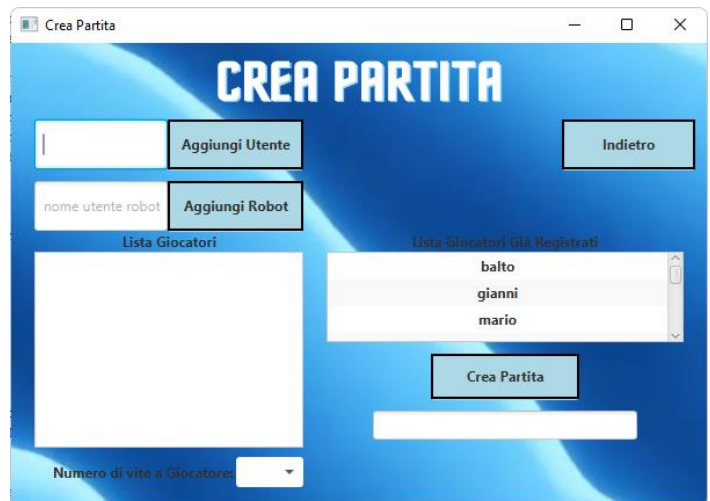 Crea Partita
CREA PARTITA
Aggiungi Utente
Indietro
nome utente robot
Aggiungi Robot
Lista Giocatori
Lista Giocatori Già Registrati
balto
gianni
mario
Crea Partita
Numero di vite a Giocatore: